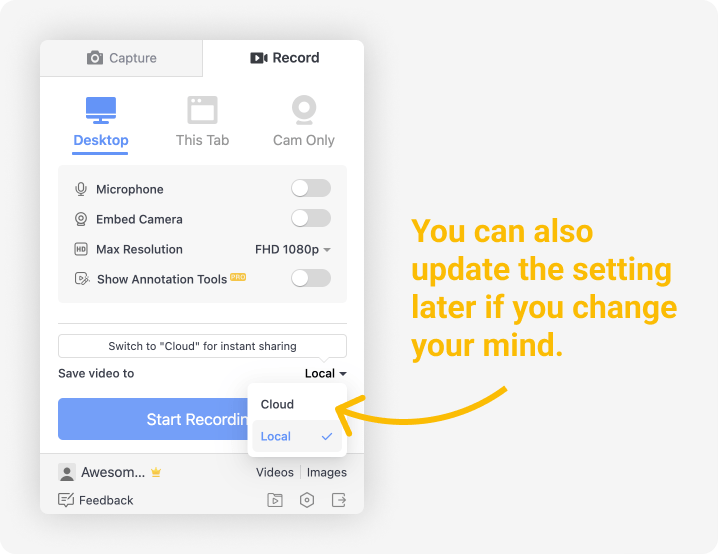 Capture
Record
Desktop
This Tab
Cam Only
Microphone
Embed Camera
HD Max Resolution FHD 1080p
Show Annotation Tools PRO
Switch to "Cloud" for instant sharing
Save video to Local
Cloud
Start Recordin
Local
Awesom...
Videos
Images
Feedback
You can also
update the setting
later if you change
your mind.